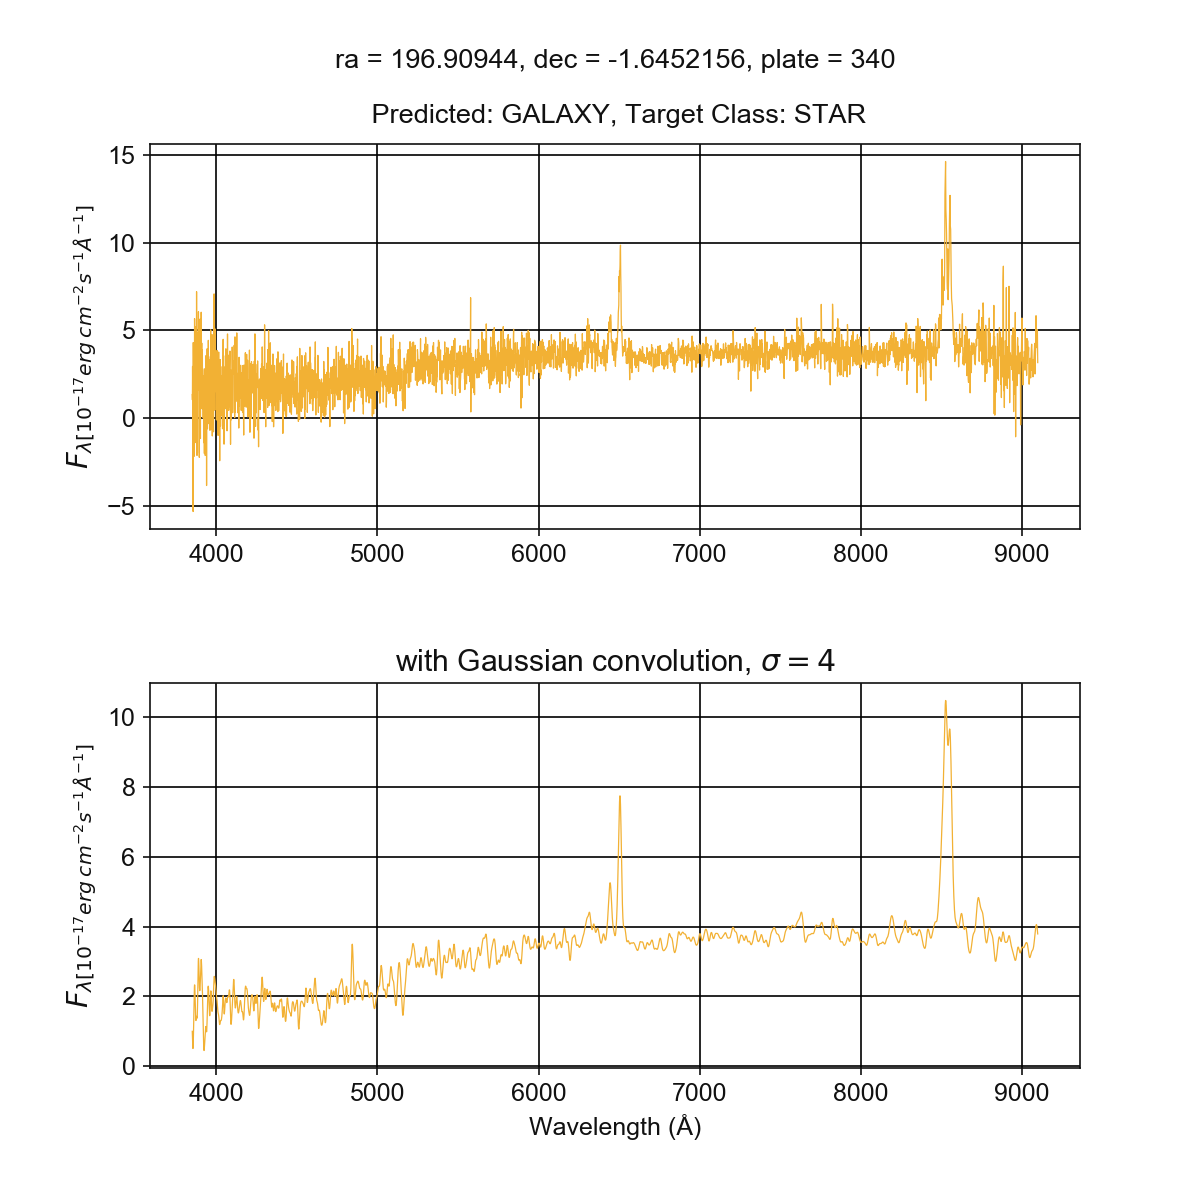 ra = 196.90944, dec = -1.6452156, plate = 340
Predicted: GALAXY, Target Class: STAR
15
10
5
0
−5
F_λ[10^{−17} erg cm^{−2} s^{−1} Å^{−1}]
4000 5000 6000 7000 8000 9000
with Gaussian convolution, σ = 4
10
8
6
4
2
0
F_λ[10^{−17} erg cm^{−2} s^{−1} Å^{−1}]
4000 5000 6000 7000 8000 9000
Wavelength (Å)